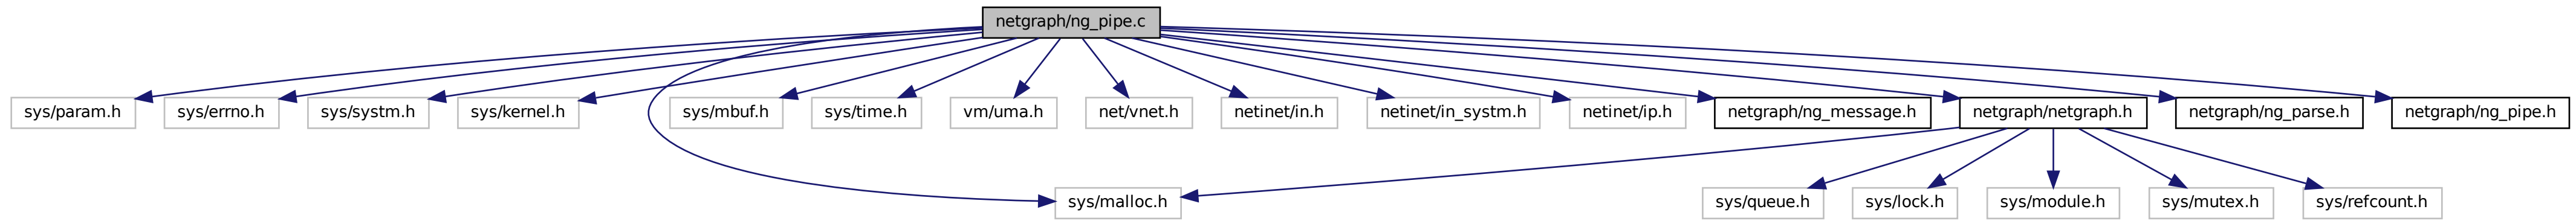 netgraph/ng_pipe.c
sys/param.h
sys/errno.h
sys/systm.h
sys/kernel.h
sys/mbuf.h
sys/time.h
vm/uma.h
net/vnet.h
netinet/in.h
netinet/in_systm.h
netinet/ip.h
netgraph/ng_message.h
netgraph/netgraph.h
netgraph/ng_parse.h
netgraph/ng_pipe.h
sys/malloc.h
sys/queue.h
sys/lock.h
sys/module.h
sys/mutex.h
sys/refcount.h